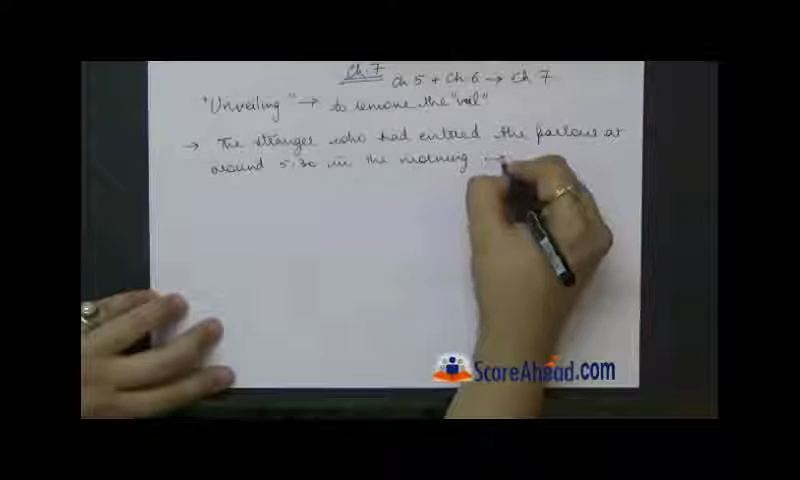 Ch.7
Ch 5 + Ch 6 → Ch 7
"Unveiling" → to remove the "veil"
→ The stranger who had entered the parlour at
around 5.30 in the morning →
ScoreAhead.com